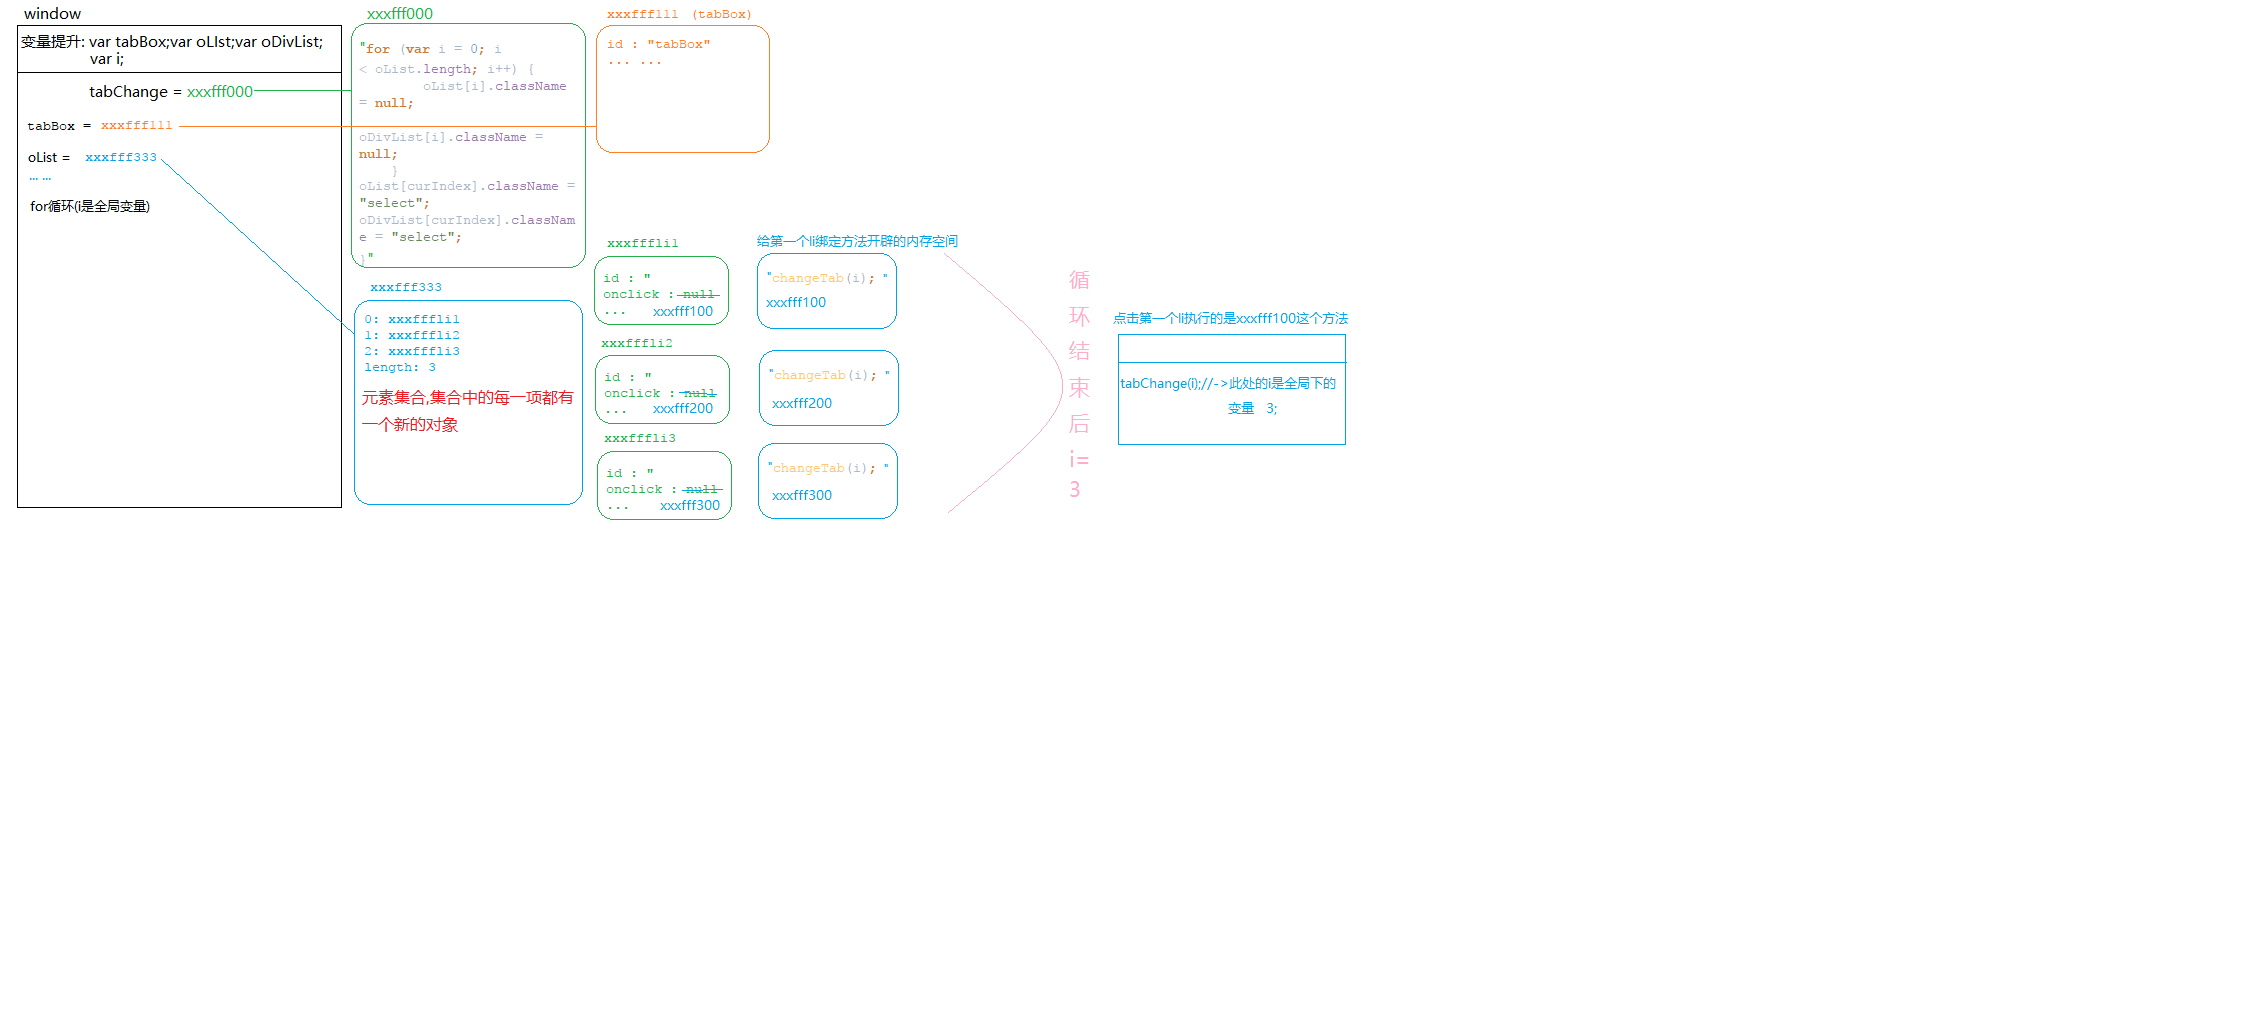 window
变量提升: var tabBox;var oLIst;var oDivList;
var i;
tabChange = xxxfff000
tabBox = xxxfff111
oList = xxxfff333
... ...
for循环(i是全局变量)
xxxfff000
"for (var i = 0; i
< oList.length; i++) {
oList[i].className
= null;
oDivList[i].className =
null;
}
oList[curIndex].className =
"select";
oDivList[curIndex].classNam
e = "select";
}"
xxxfff111 (tabBox)
id : "tabBox"
... ...
xxxfff333
0: xxxfffli1
1: xxxfffli2
2: xxxfffli3
length: 3
元素集合,集合中的每一项都有
一个新的对象
xxxfffli1
id : "
onclick : null
... xxxfff100
xxxfffli2
id : "
onclick : null
... xxxfff200
xxxfffli3
id : "
onclick : null
... xxxfff300
给第一个li绑定方法开辟的内存空间
"changeTab(i); "
xxxfff100
"changeTab(i); "
xxxfff200
"changeTab(i); "
xxxfff300
循
环
结
束
后
i=
3
点击第一个li执行的是xxxfff100这个方法
tabChange(i);//->此处的i是全局下的
变量 3;